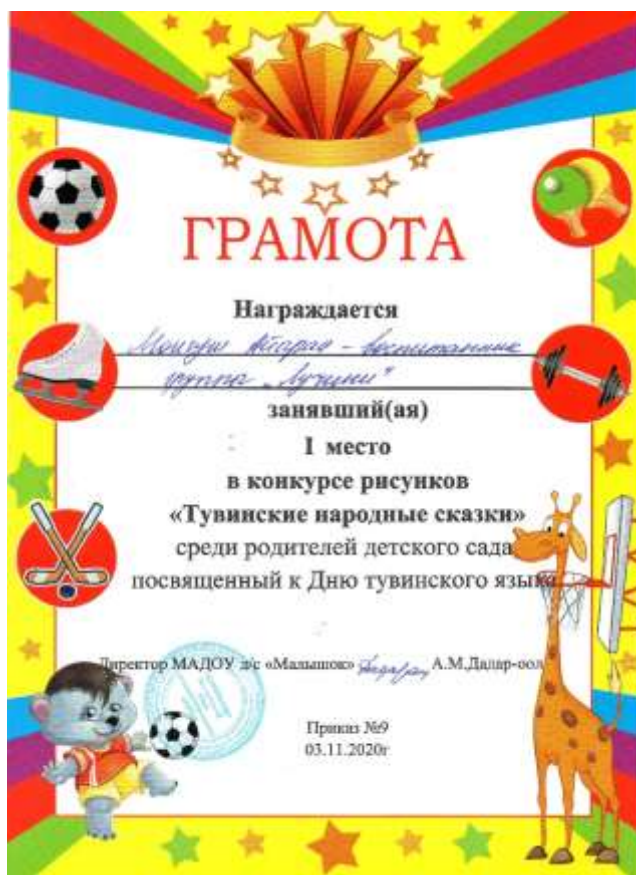 ГРАМОТА
Награждается
Монгуш – воспитанник
группа „Лучики“
занявший(ая)
I место
в конкурсе рисунков
«Тувинские народные сказки»
среди родителей детского сада
посвященный к Дню тувинского языка
Директор МАДОУ д/с «Малышок» А.М.Далар-оол
Приказ №9
03.11.2020г